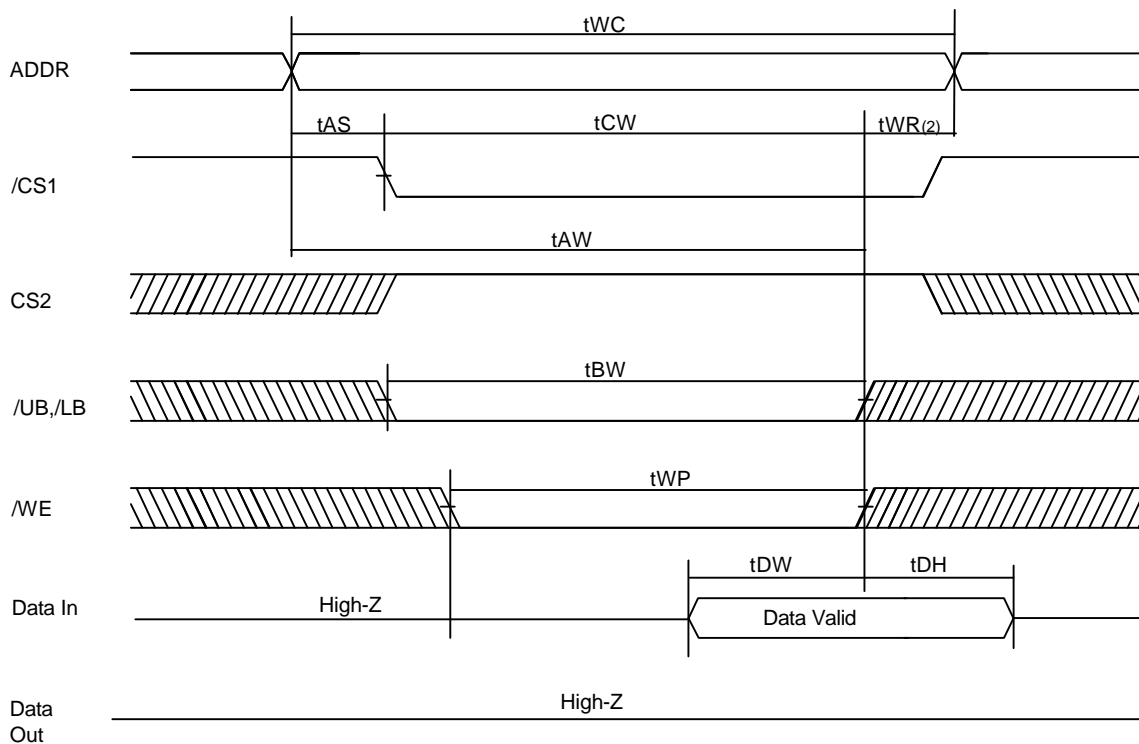 tWC
ADDR
tAS
tCW
tWR(2)
/CS1
tAW
CS2
tBW
/UB,/LB
tWP
/WE
tDW
tDH
Data In
High-Z
Data Valid
High-Z
Data
Out